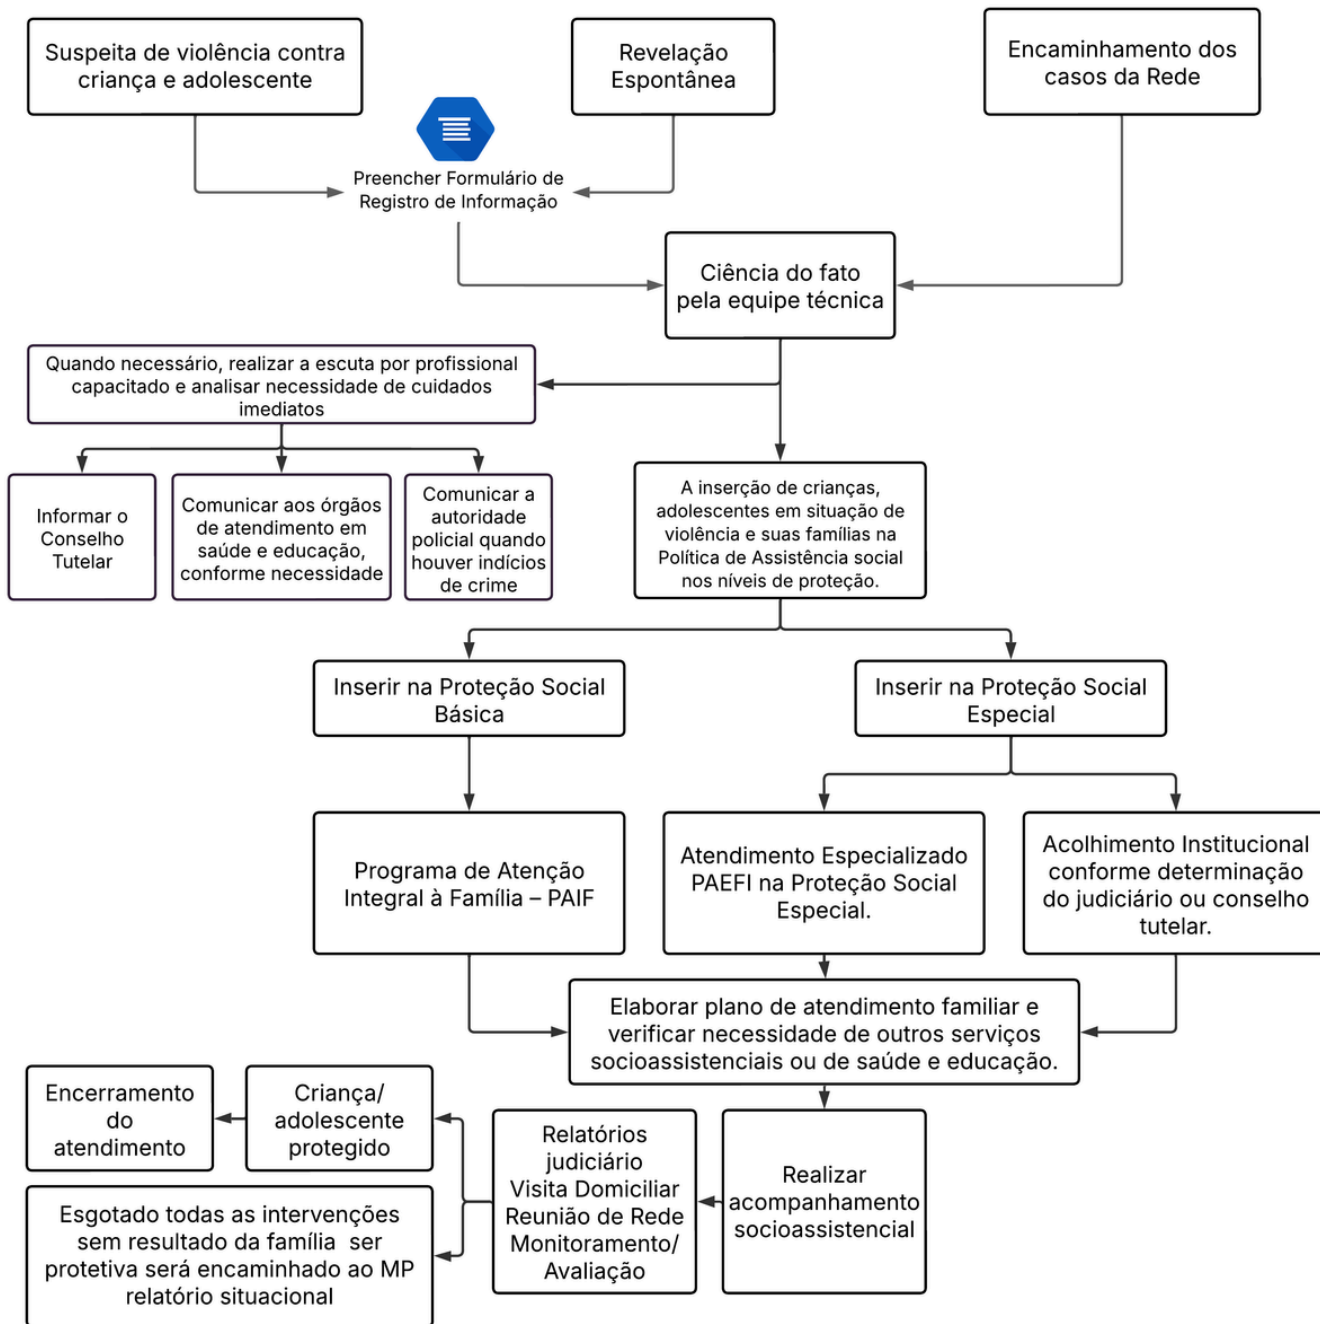 Suspeita de violência contra
criança e adolescente
Revelação
Espontânea
Encaminhamento dos
casos da Rede
Preencher Formulário de
Registro de Informação
Ciência do fato
pela equipe técnica
Quando necessário, realizar a escuta por profissional
capacitado e analisar necessidade de cuidados
imediatos
Informar o
Conselho
Tutelar
Comunicar aos órgãos
de atendimento em
saúde e educação,
conforme necessidade
Comunicar a
autoridade
policial quando
houver indícios
de crime
A inserção de crianças,
adolescentes em situação de
violência e suas famílias na
Política de Assistência social
nos níveis de proteção.
Inserir na Proteção Social
Básica
Inserir na Proteção Social
Especial
Programa de Atenção
Integral à Família – PAIF
Atendimento Especializado
PAEFI na Proteção Social
Especial.
Acolhimento Institucional
conforme determinação
do judiciário ou conselho
tutelar.
Elaborar plano de atendimento familiar e
verificar necessidade de outros serviços
socioassistenciais ou de saúde e educação.
Realizar
acompanhamento
socioassistencial
Relatórios
judiciário
Visita Domiciliar
Reunião de Rede
Monitoramento/
Avaliação
Criança/
adolescente
protegido
Encerramento
do
atendimento
Esgotado todas as intervenções
sem resultado da família  ser
protetiva será encaminhado ao MP
relatório situacional